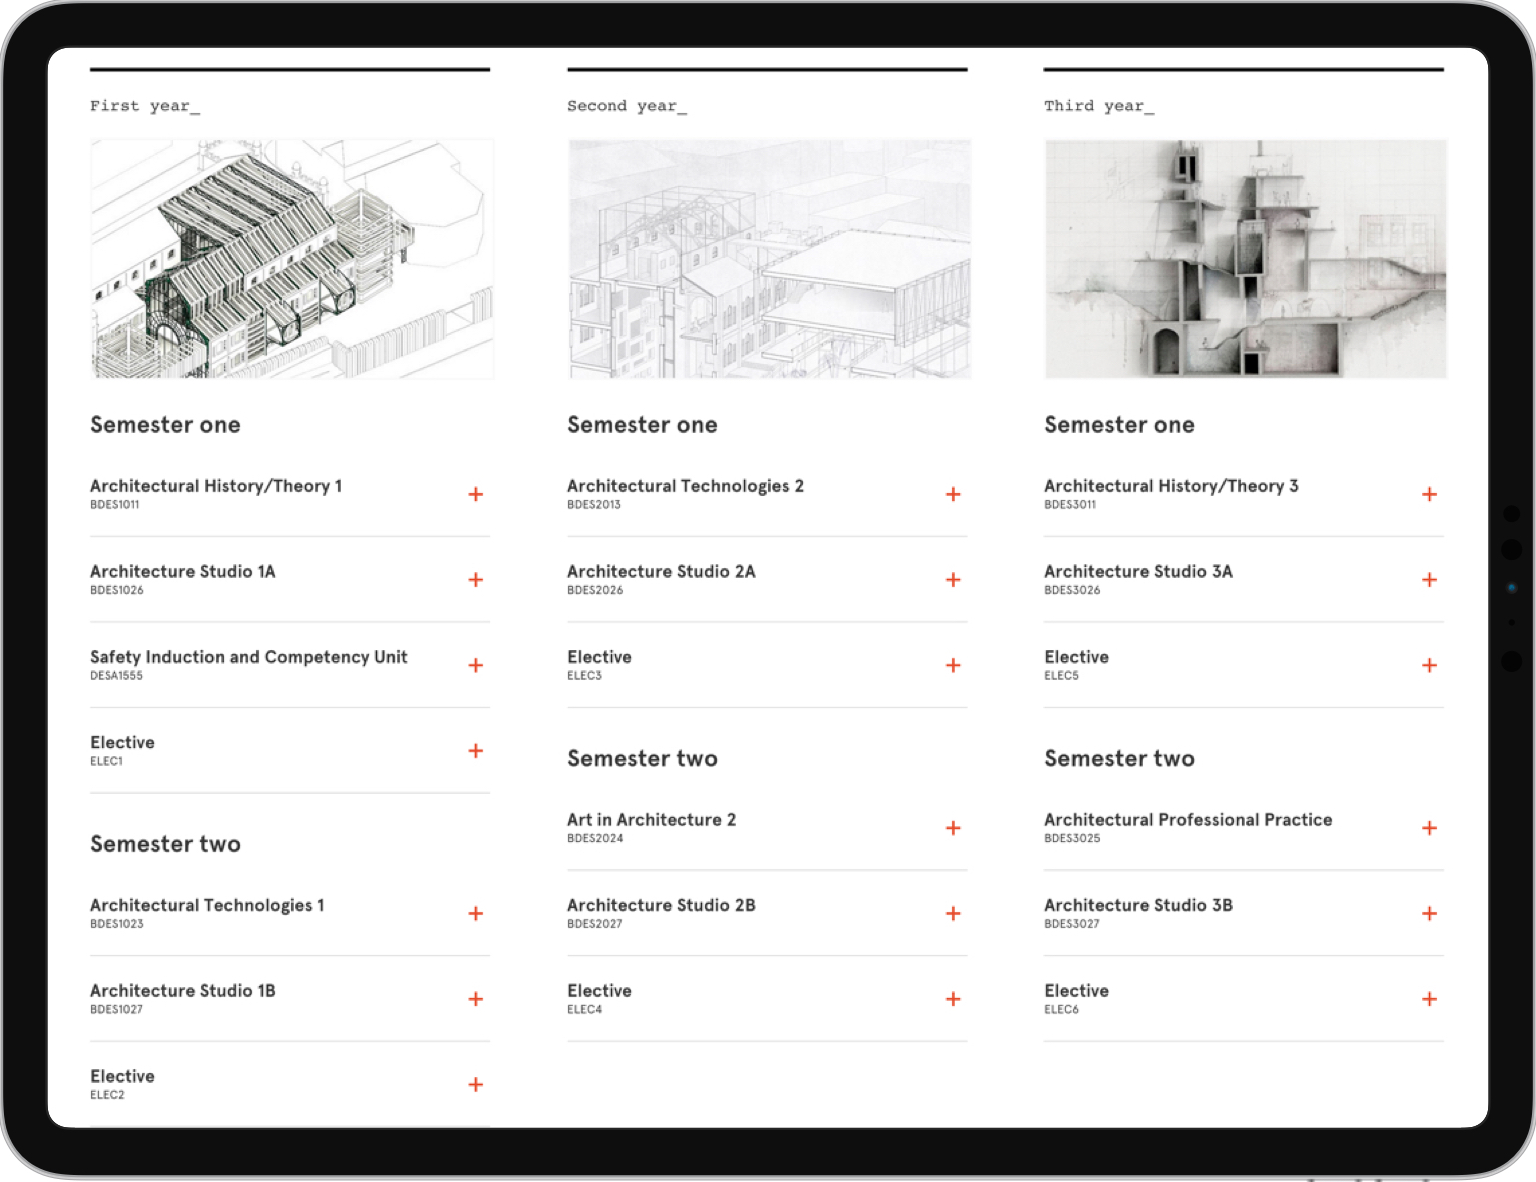 First year_
Semester one
Architectural History/Theory 1
BDES1011
Architecture Studio 1A
BDES1026
Safety Induction and Competency Unit
DESA1555
Elective
ELEC1
Semester two
Architectural Technologies 1
BDES1023
Architecture Studio 1B
BDES1027
Elective
ELEC2
Second year_
Semester one
Architectural Technologies 2
BDES2013
Architecture Studio 2A
BDES2026
Elective
ELEC3
Semester two
Art in Architecture 2
BDES2024
Architecture Studio 2B
BDES2027
Elective
ELEC4
Third year_
Semester one
Architectural History/Theory 3
BDES3011
Architecture Studio 3A
BDES3026
Elective
ELEC5
Semester two
Architectural Professional Practice
BDES3025
Architecture Studio 3B
BDES3027
Elective
ELEC6